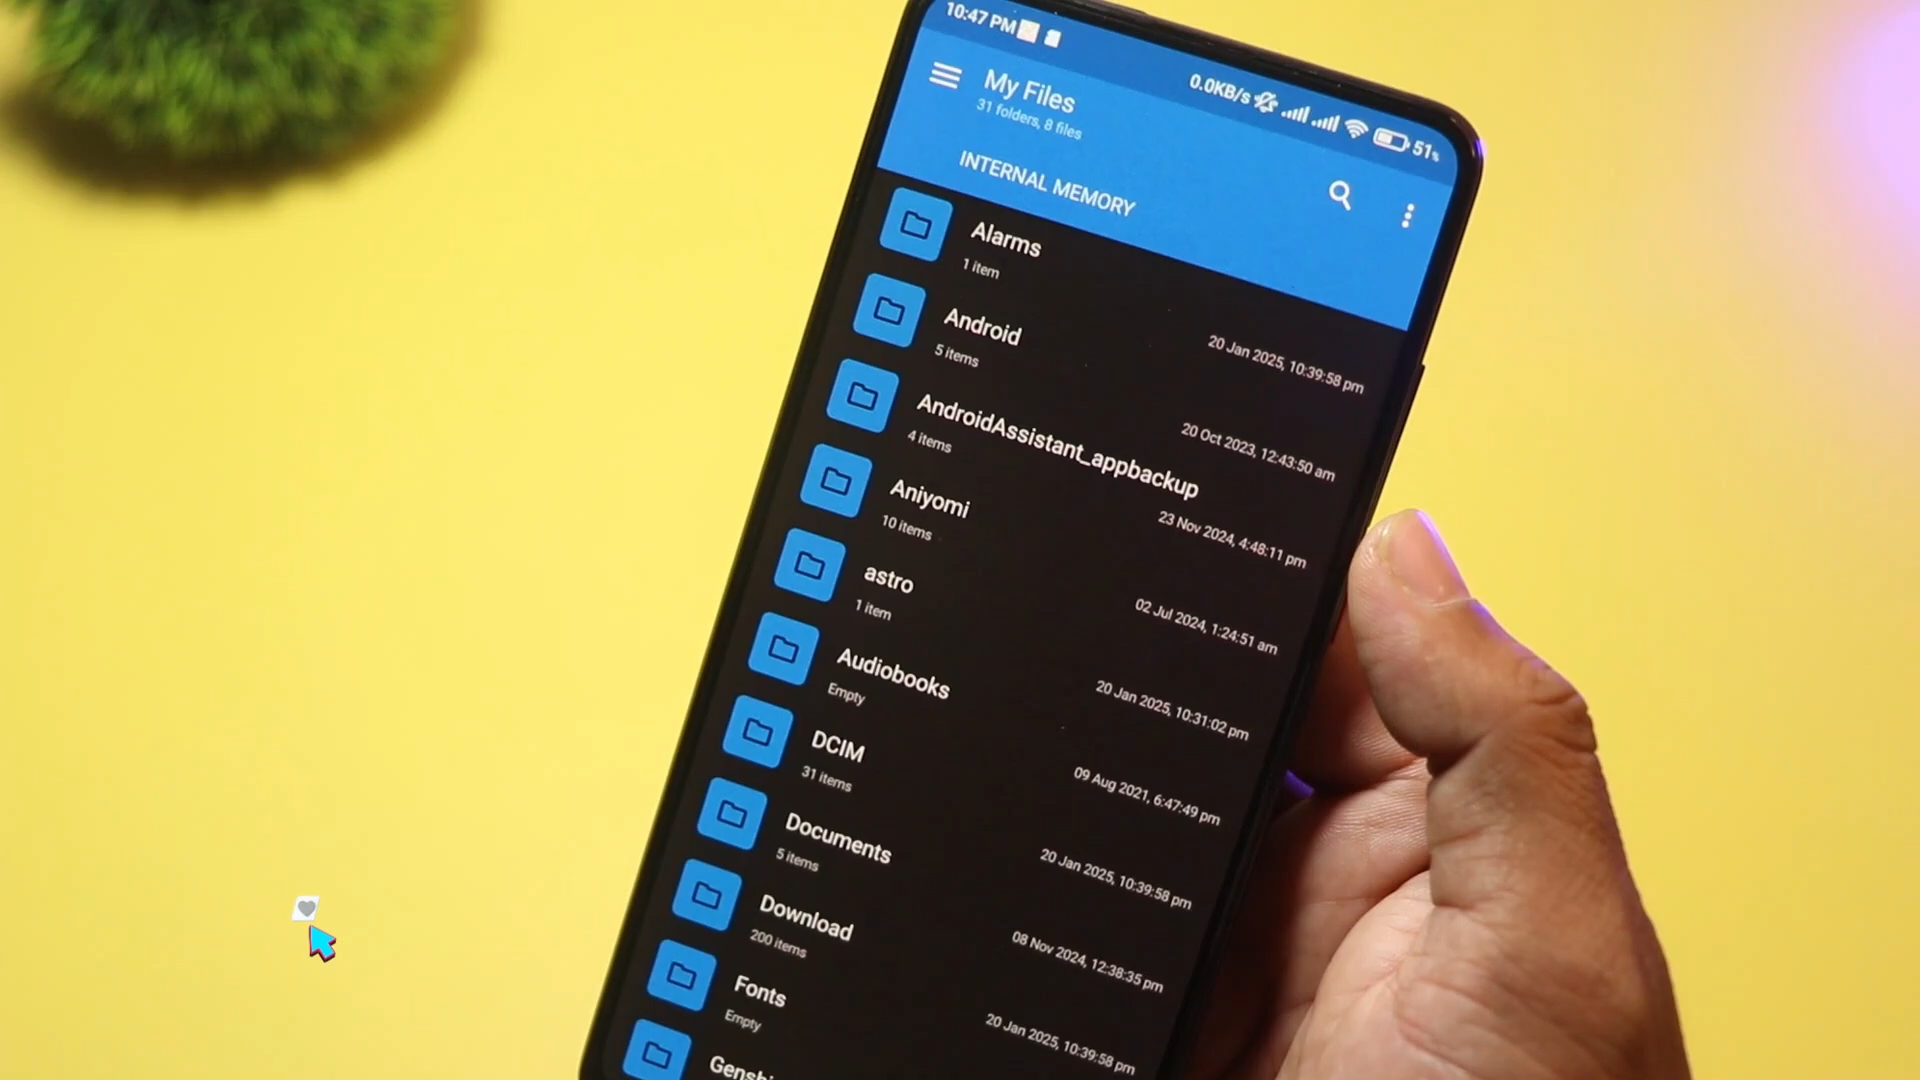 10:47 PM
0.0KB/s 51%
My Files
31 folders, 8 files
INTERNAL MEMORY
Alarms
1 item
20 Jan 2025, 10:39:58 pm
Android
5 items
20 Oct 2023, 12:43:50 am
AndroidAssistant_appbackup
4 items
23 Nov 2024, 4:48:11 pm
Aniyomi
10 items
02 Jul 2024, 1:24:51 am
astro
1 item
20 Jan 2025, 10:31:02 pm
Audiobooks
Empty
09 Aug 2021, 6:47:49 pm
DCIM
31 items
20 Jan 2025, 10:39:58 pm
Documents
5 items
08 Nov 2024, 12:38:35 pm
Download
200 items
20 Jan 2025, 10:39:58 pm
Fonts
Empty